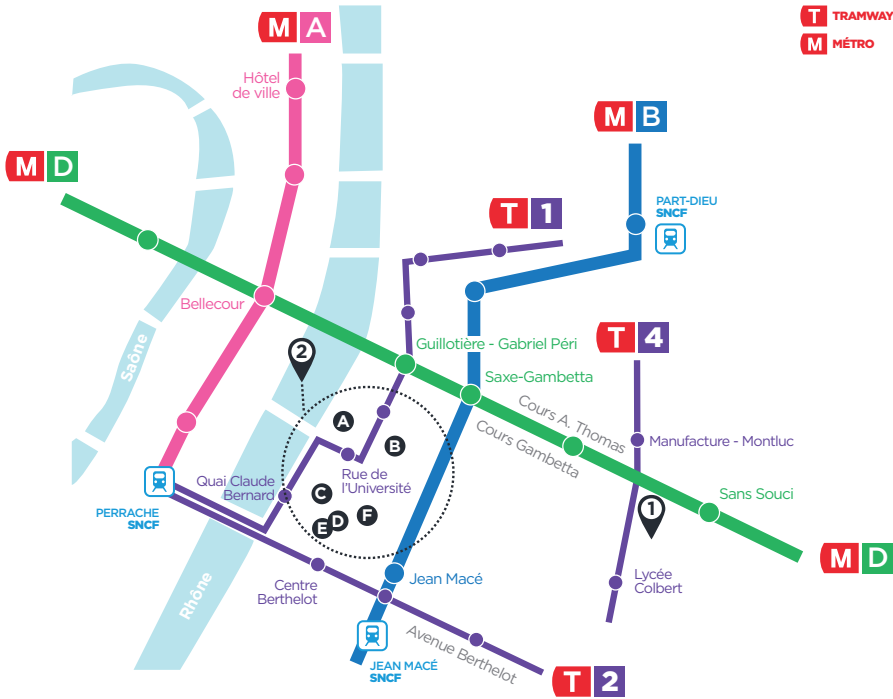 T TRAMWAY
M MÉTRO
M A
Hôtel
de ville
M B
M D
PART-DIEU
SNCF
T 1
Bellecour
Saône
Guillotière - Gabriel Péri
T 4
2
Saxe-Gambetta
Cours A. Thomas
Cours Gambetta
A
B
Manufacture - Montluc
Rue de
l'Université
Quai Claude
Bernard
C
D
E
F
Sans Souci
1
PERRACHE
SNCF
M D
Jean Macé
Centre
Berthelot
Lycée
Colbert
Rhône
Avenue Berthelot
JEAN MACÉ
SNCF
T 2